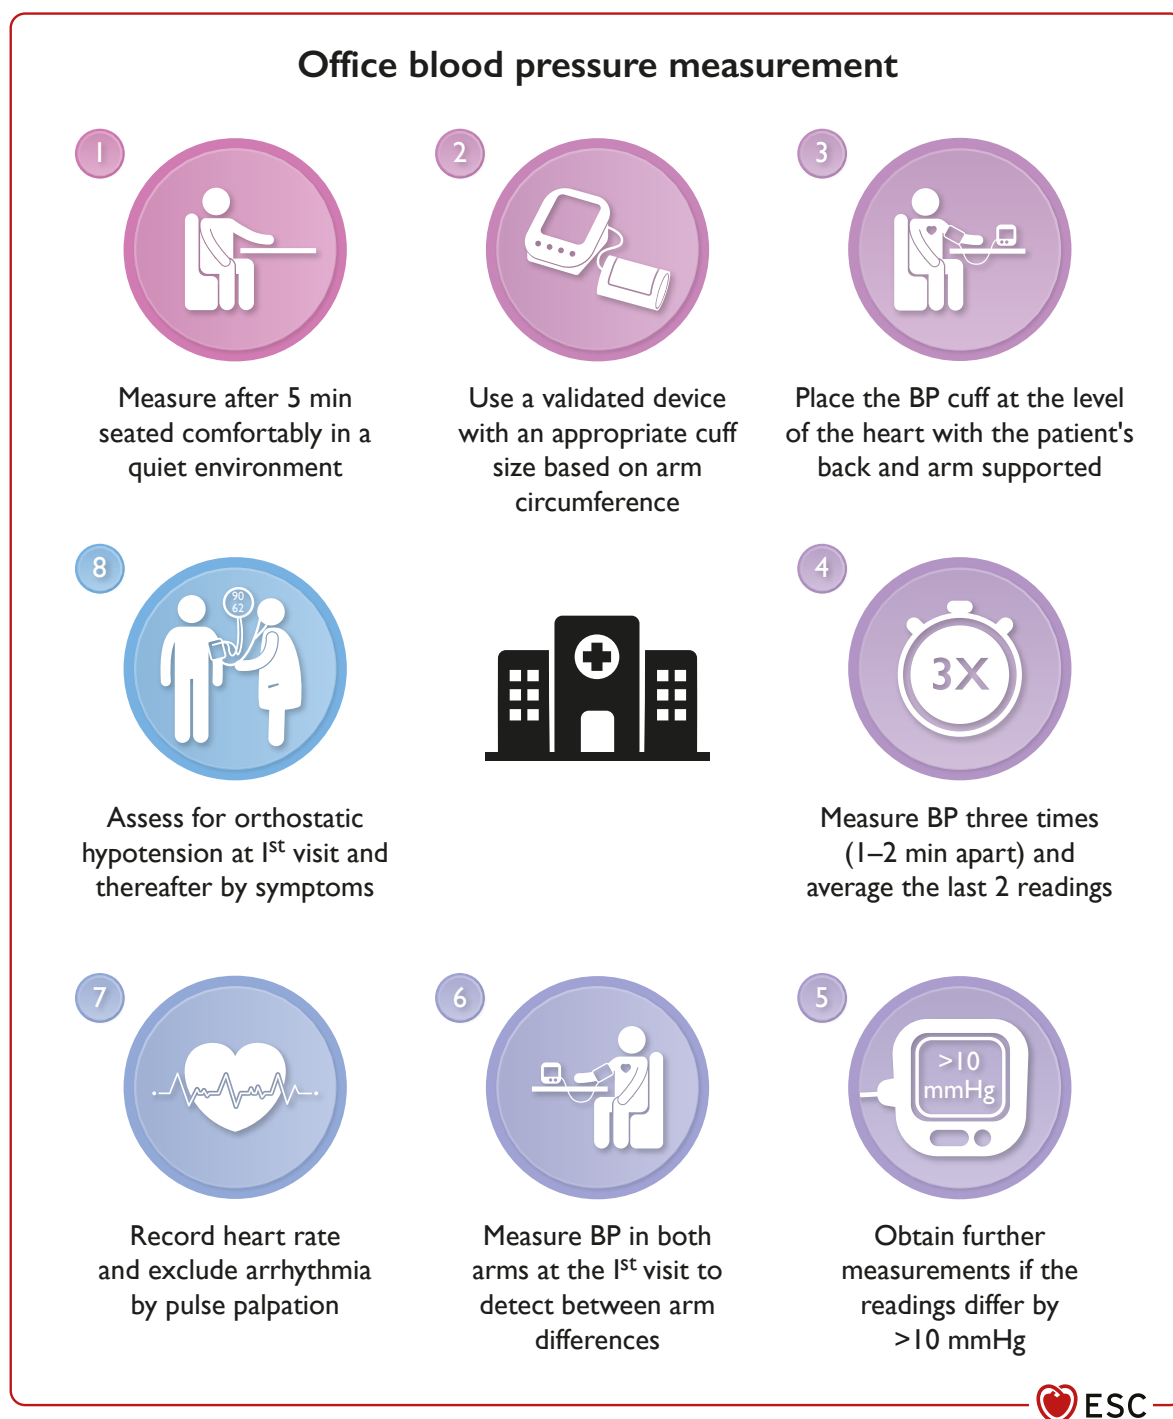 Office blood pressure measurement
1
Measure after 5 min
seated comfortably in a
quiet environment
2
Use a validated device
with an appropriate cuff
size based on arm
circumference
3
Place the BP cuff at the level
of the heart with the patient's
back and arm supported
4
3X
Measure BP three times
(1–2 min apart) and
average the last 2 readings
5
>10
mmHg
Obtain further
measurements if the
readings differ by
>10 mmHg
6
Measure BP in both
arms at the 1st visit to
detect between arm
differences
7
Record heart rate
and exclude arrhythmia
by pulse palpation
8
90
62
Assess for orthostatic
hypotension at 1st visit and
thereafter by symptoms
ESC